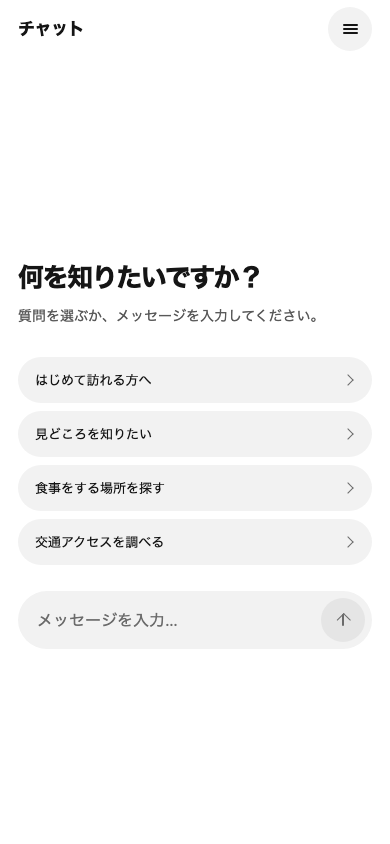 チャット
何を知りたいですか？
質問を選ぶか、メッセージを入力してください。
はじめて訪れる方へ
見どころを知りたい
食事をする場所を探す
交通アクセスを調べる
メッセージを入力...